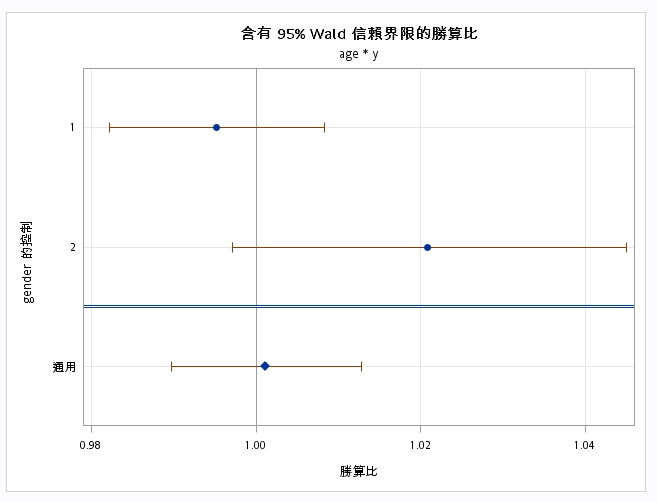 含有 95% Wald 信賴界限的勝算比
age * y
1
2
通用
gender 的控制
0.98
1.00
1.02
1.04
勝算比